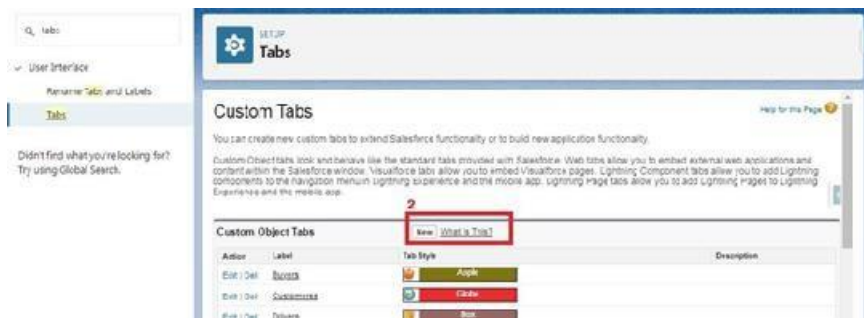 tabs
User Interface
Rename Tabs and Labels
Tabs
Didn't find what you're looking for?
Try using Global Search.
SETUP
Tabs
Custom Tabs
Help for this Page
You can create new custom tabs to extend Salesforce functionality or to build new application functionality.
Custom Object tabs look and behave like the standard tabs provided with Salesforce. Web tabs allow you to embed external web applications and
content within the Salesforce window. Visualforce tabs allow you to embed Visualforce pages. Lightning Component tabs allow you to add Lightning
components to the navigation menu in Lightning Experience and the mobile app. Lightning Page tabs allow you to add Lightning Pages to Lightning
Experience and the mobile app.
2
Custom Object Tabs New What Is This?
Action Label Tab Style Description
Edit | Del Buyers Apple
Edit | Del Customeres Globe
Edit | Del Drivers Box